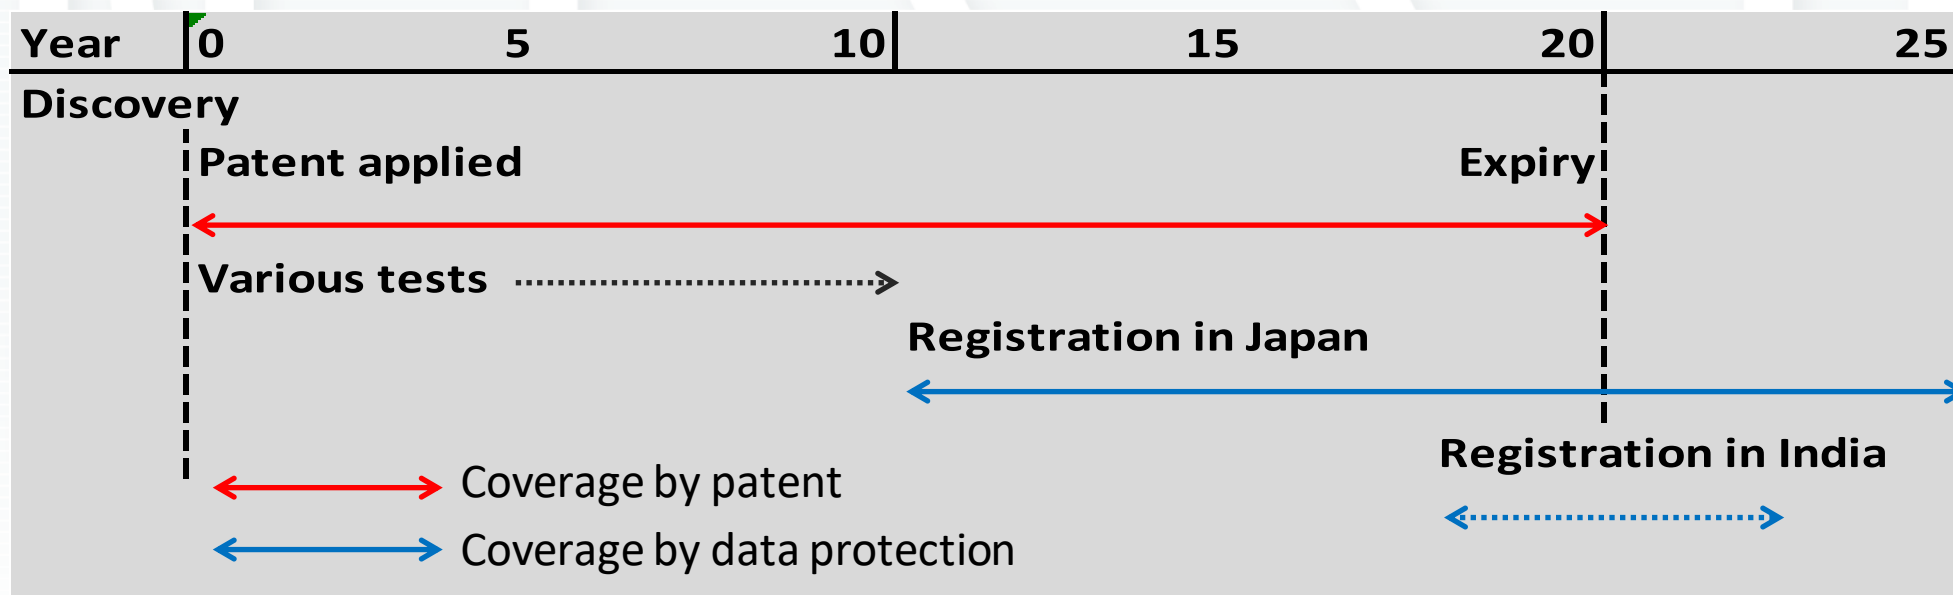 Year 0 5 10 15 20 25
Discovery
Patent applied Expiry
Various tests
Registration in Japan
Registration in India
Coverage by patent
Coverage by data protection